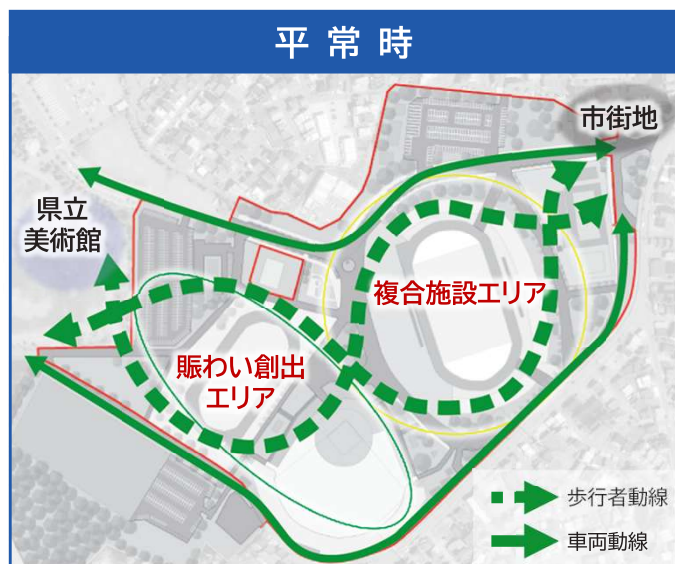 平常時
市街地
県立
美術館
複合施設エリア
賑わい創出
エリア
歩行者動線
車両動線